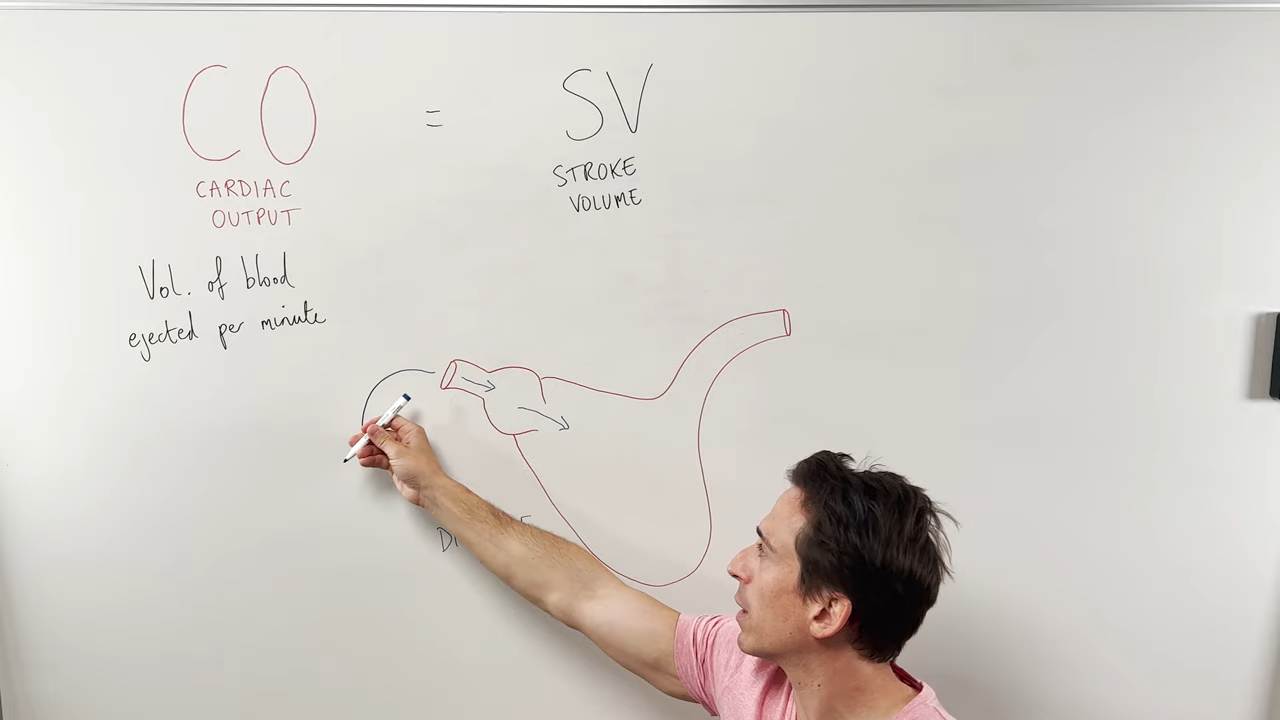 CO = SV
CARDIAC
OUTPUT
STROKE
VOLUME
Vol. of blood
ejected per minute